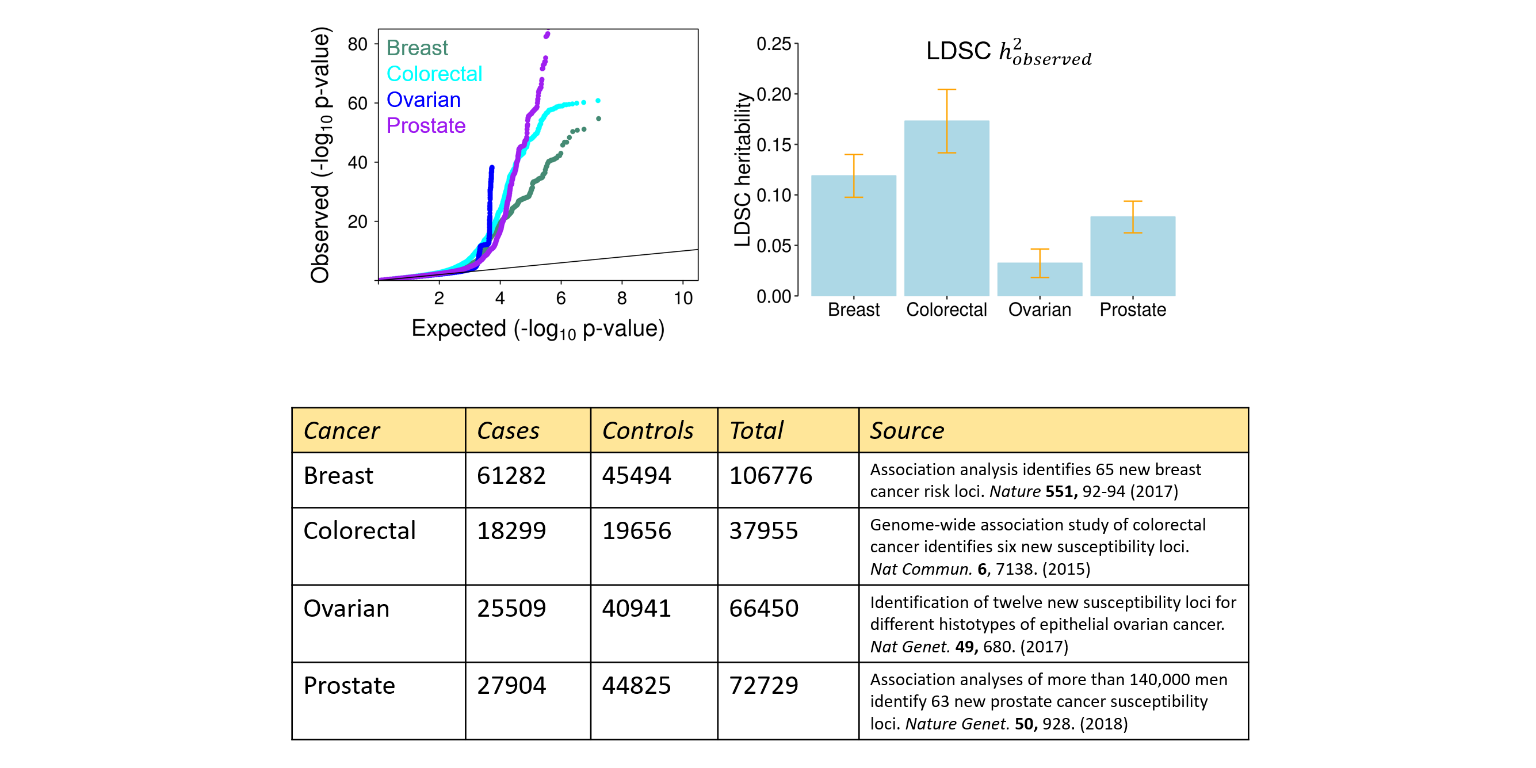 80
60
40
20
Observed (-log10 p-value)
Breast
Colorectal
Ovarian
Prostate
2 4 6 8 10
Expected (-log10 p-value)
LDSC h²observed
0.25
0.20
0.15
0.10
0.05
0.00
LDSC heritability
Breast Colorectal Ovarian Prostate
Cancer Cases Controls Total Source
Breast 61282 45494 106776 Association analysis identifies 65 new breast
cancer risk loci. Nature 551, 92-94 (2017)
Colorectal 18299 19656 37955 Genome-wide association study of colorectal
cancer identifies six new susceptibility loci.
Nat Commun. 6, 7138. (2015)
Ovarian 25509 40941 66450 Identification of twelve new susceptibility loci for
different histotypes of epithelial ovarian cancer.
Nat Genet. 49, 680. (2017)
Prostate 27904 44825 72729 Association analyses of more than 140,000 men
identify 63 new prostate cancer susceptibility
loci. Nature Genet. 50, 928. (2018)